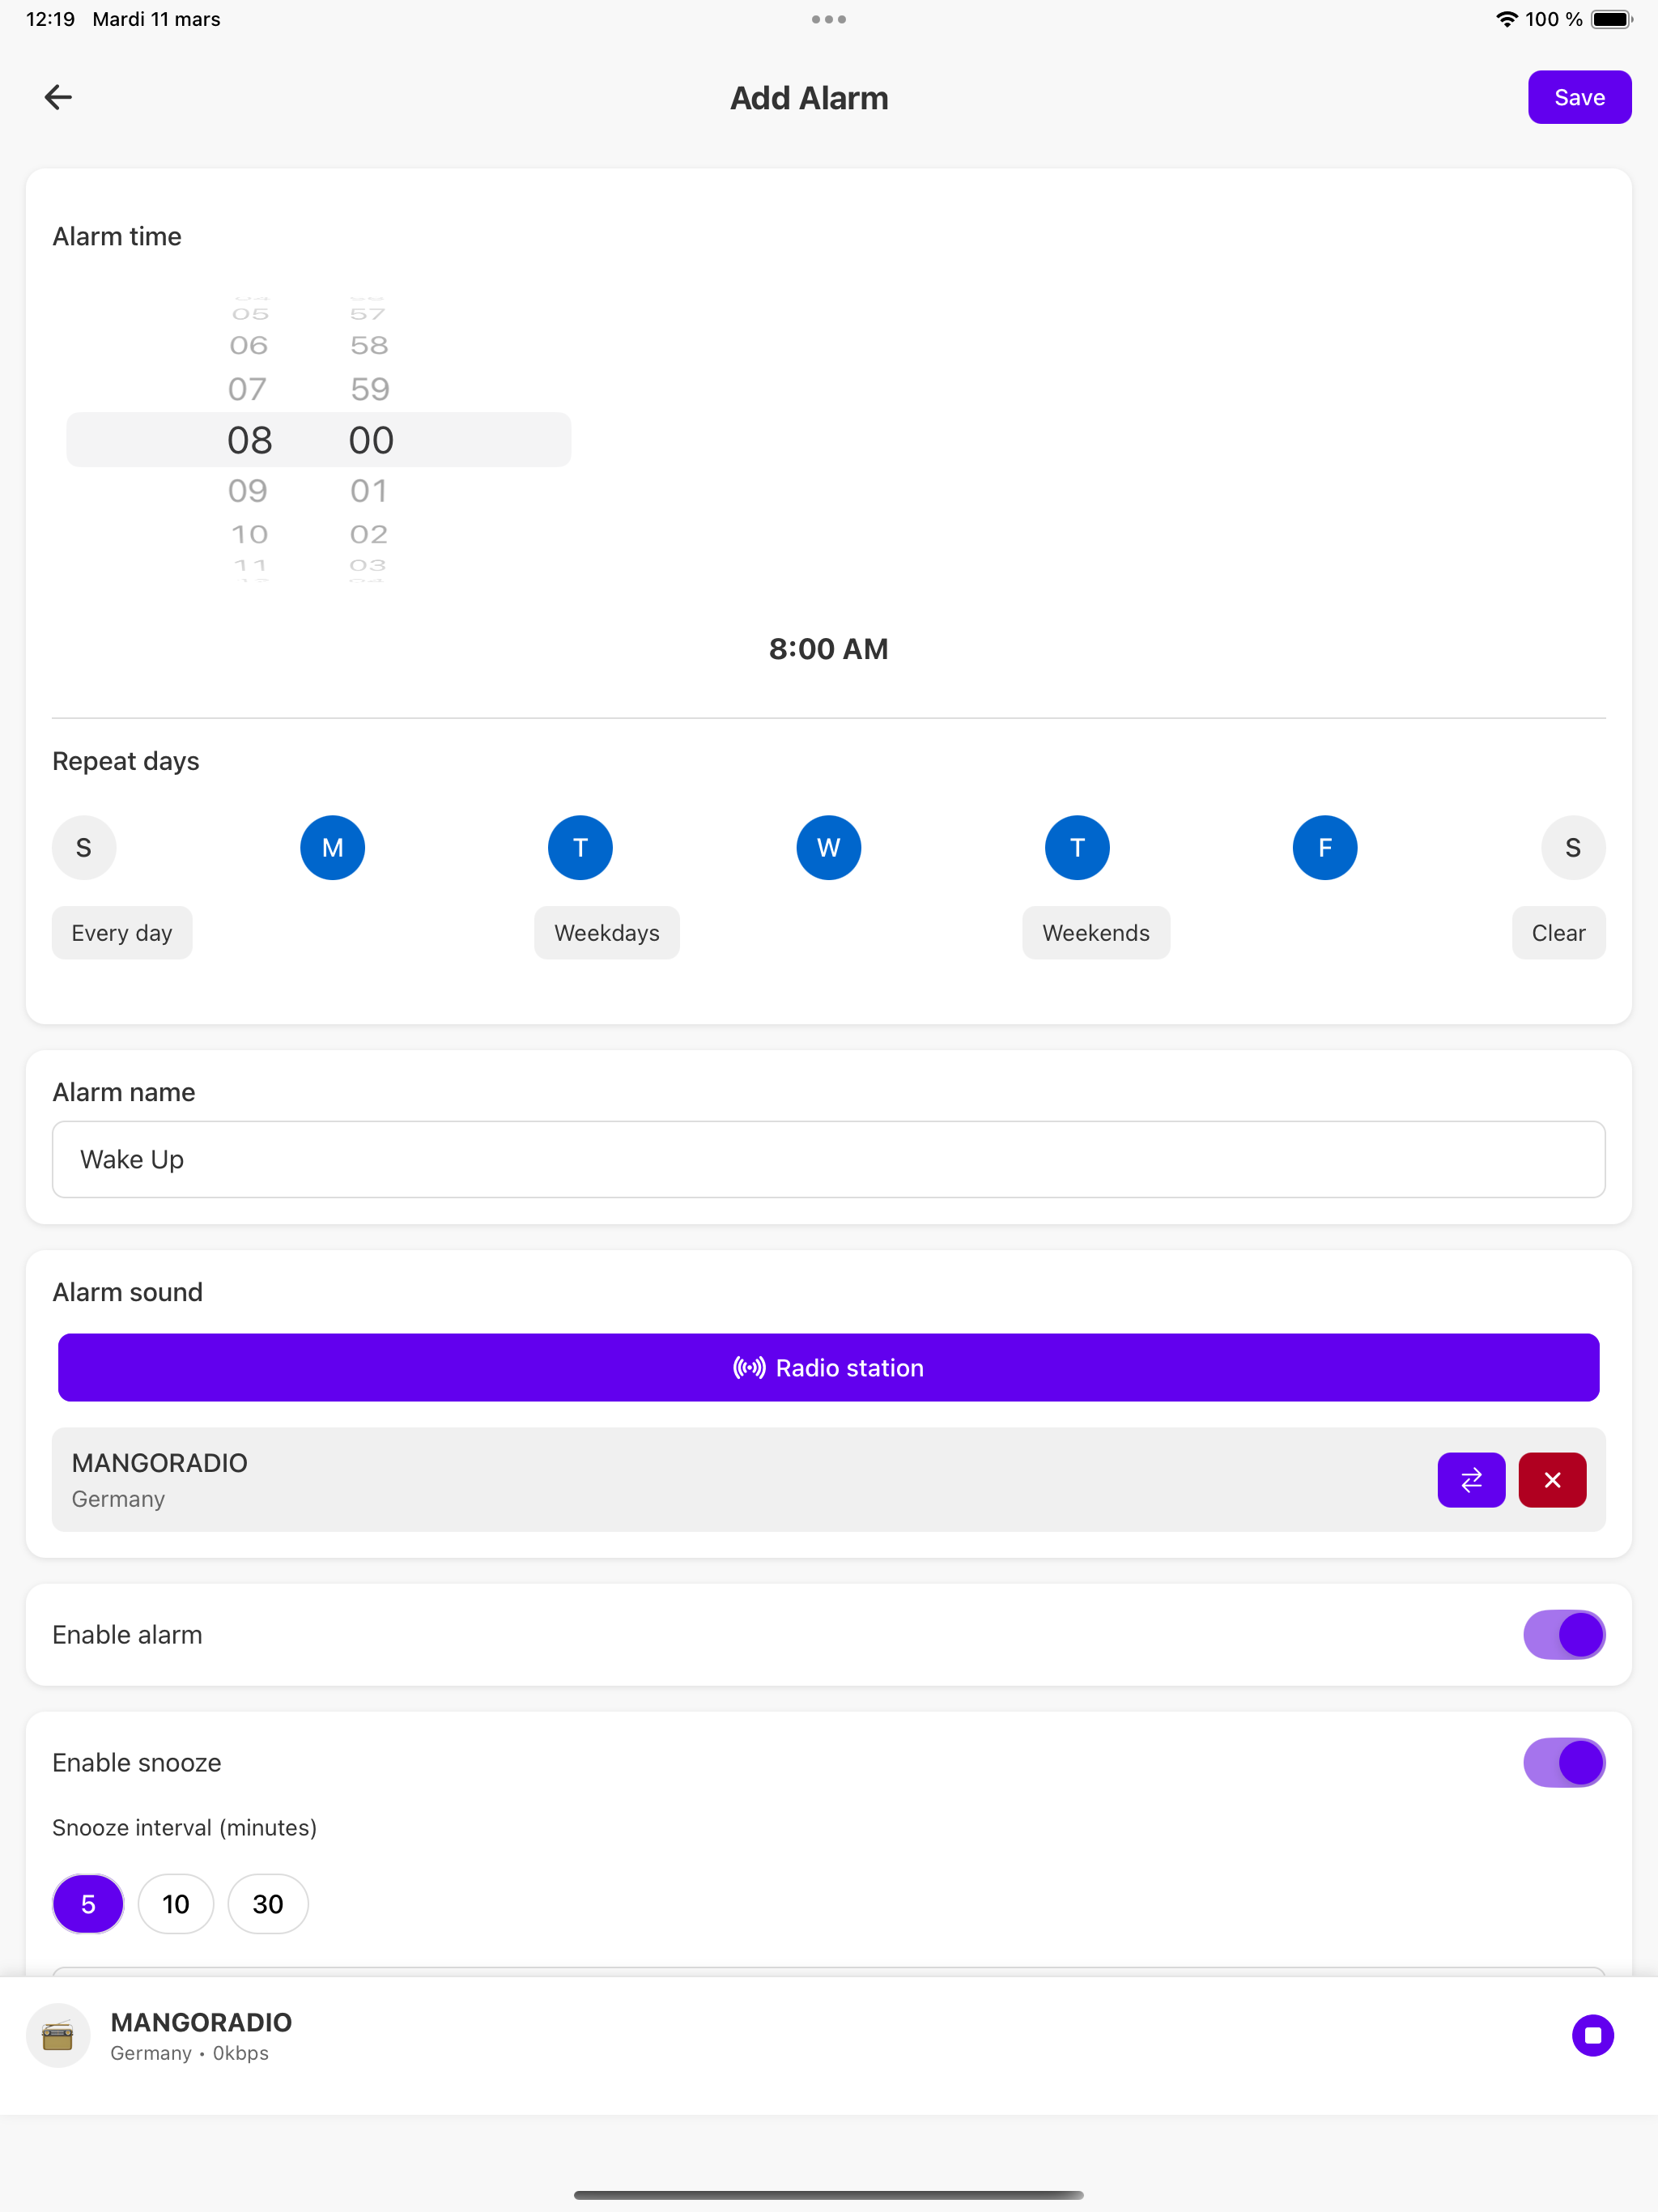 12:19 Mardi 11 mars
100 %
Add Alarm
Save
Alarm time
05 57
06 58
07 59
08 00
09 01
10 02
11 03
8:00 AM
Repeat days
S M T W T F S
Every day Weekdays Weekends Clear
Alarm name
Wake Up
Alarm sound
Radio station
MANGORADIO
Germany
Enable alarm
Enable snooze
Snooze interval (minutes)
5 10 30
MANGORADIO
Germany • 0kbps